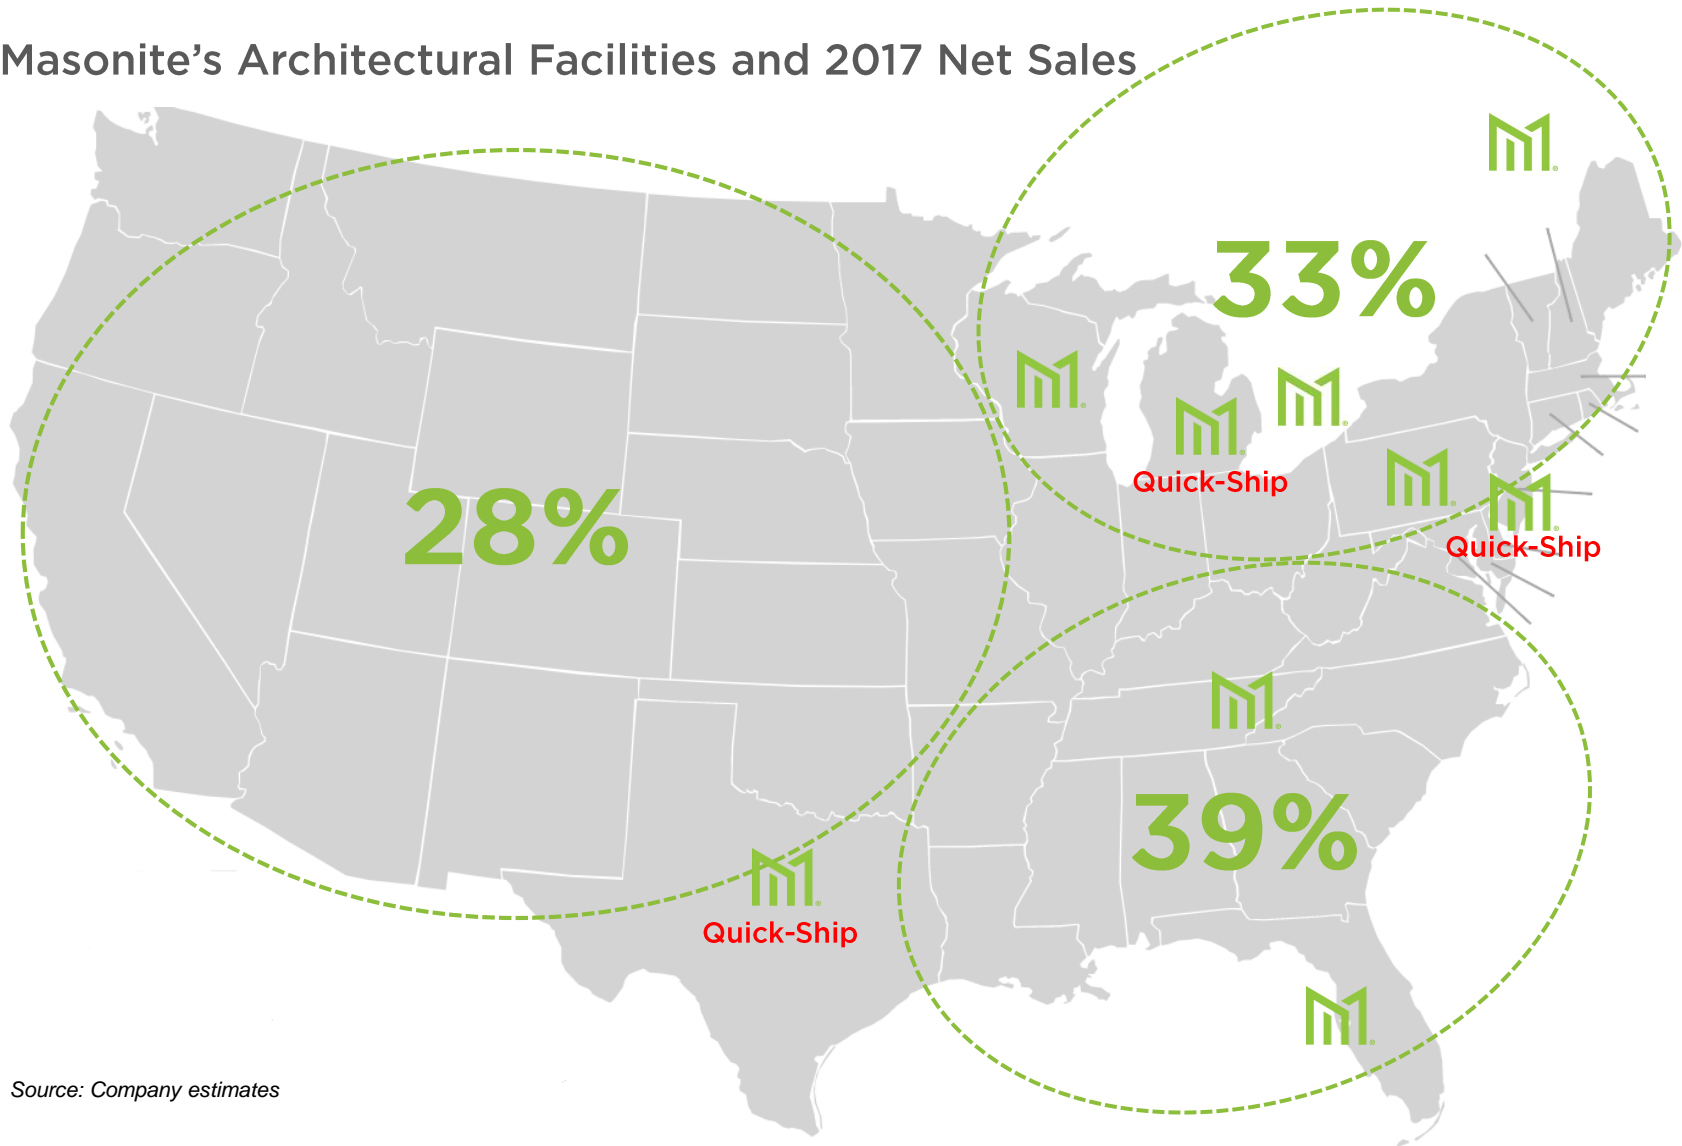 Masonite’s Architectural Facilities and 2017 Net Sales
33%
Quick-Ship
28%
Quick-Ship
39%
Quick-Ship
Source: Company estimates